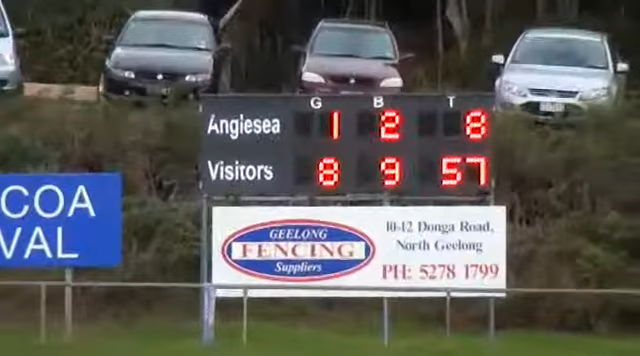 G B T
Anglesea 1 2 8
Visitors 8 9 57
COA
VAL
GEELONG
FENCING
Suppliers
10-12 Donga Road,
North Geelong
PH: 5278 1799